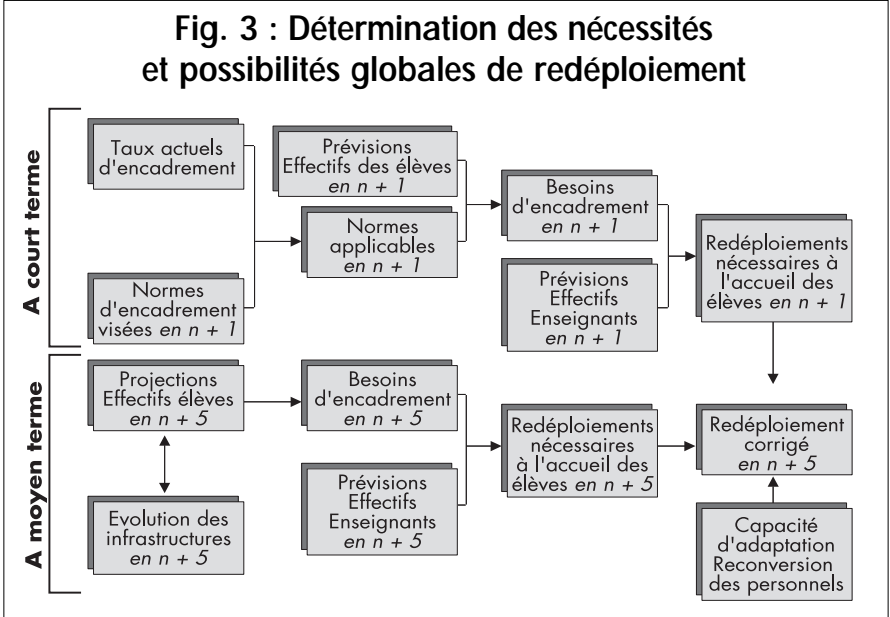 Fig. 3 : Détermination des nécessités
et possibilités globales de redéploiement
A court terme
Taux actuels
d'encadrement
Normes
d'encadrement
visées en n + 1
Prévisions
Effectifs des élèves
en n + 1
Normes
applicables
en n + 1
Besoins
d'encadrement
en n + 1
Prévisions
Effectifs
Enseignants
en n + 1
Redéploiements
nécessaires à
l'accueil des
élèves en n + 1
A moyen terme
Projections
Effectifs élèves
en n + 5
Evolution des
infrastructures
en n + 5
Besoins
d'encadrement
en n + 5
Prévisions
Effectifs
Enseignants
en n + 5
Redéploiements
nécessaires
à l'accueil des
élèves en n + 5
Redéploiement
corrigé
en n + 5
Capacité
d'adaptation
Reconversion
des personnels